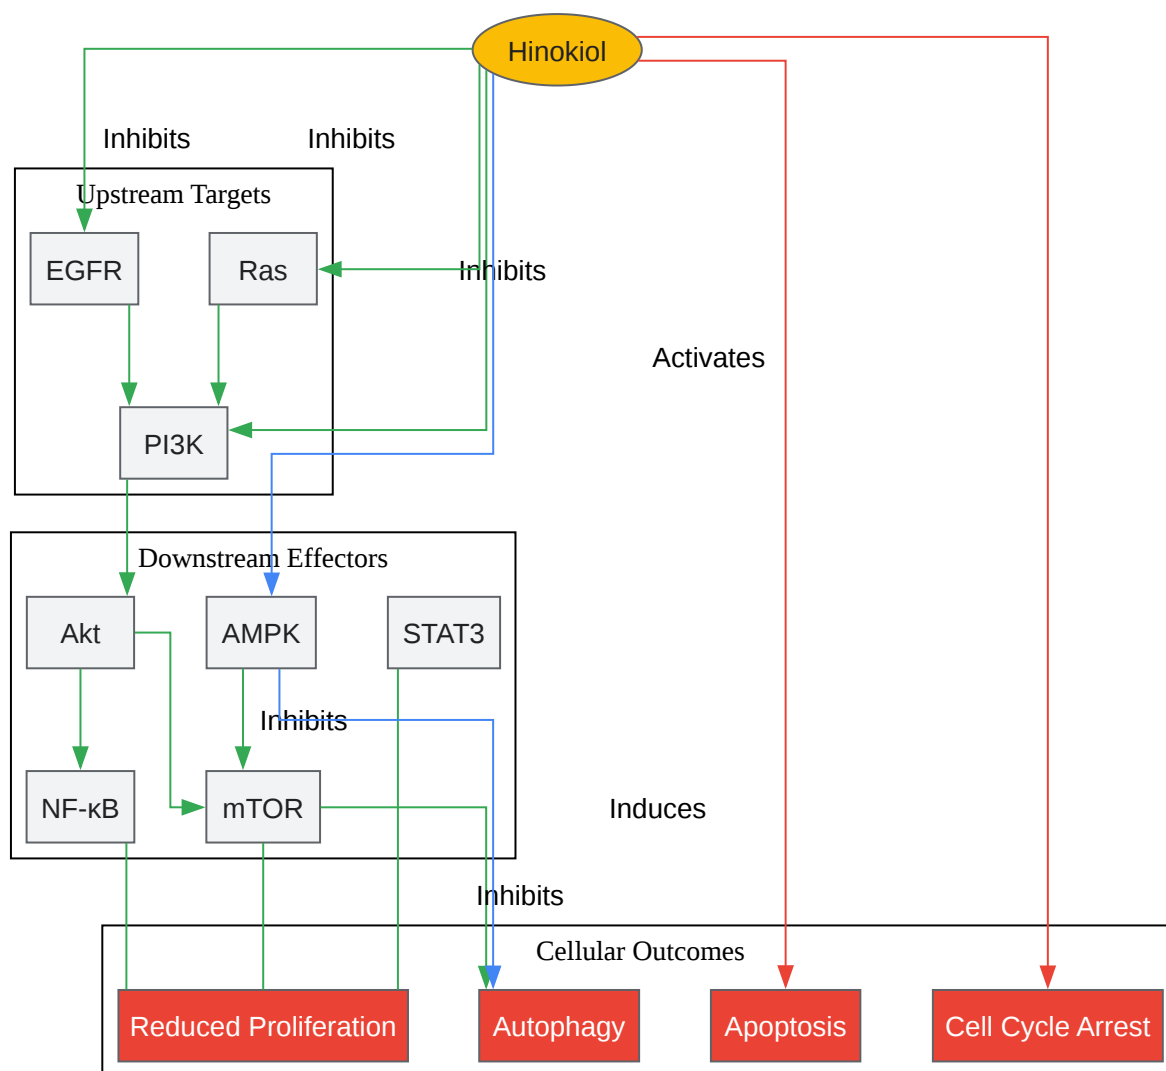 Hinokiol
Inhibits
Inhibits
Upstream Targets
EGFR
Ras
Inhibits
Activates
PI3K
Downstream Effectors
Akt
AMPK
STAT3
Inhibits
NF-κB
mTOR
Induces
Inhibits
Cellular Outcomes
Reduced Proliferation
Autophagy
Apoptosis
Cell Cycle Arrest